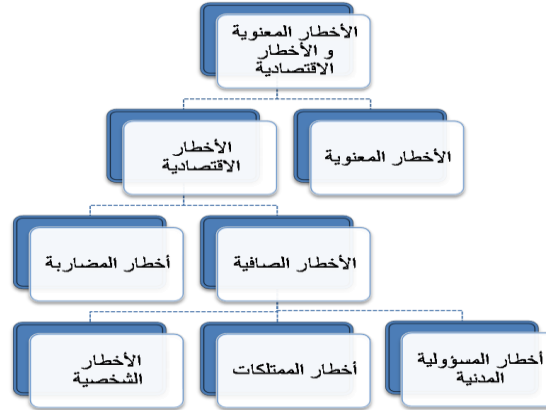 الأخطار المعنوية
و الأخطار
الاقتصادية
الأخطار المعنوية
الأخطار
الاقتصادية
الأخطار الصافية
أخطار المضاربة
أخطار المسؤولية
المدنية
أخطار الممتلكات
الأخطار
الشخصية